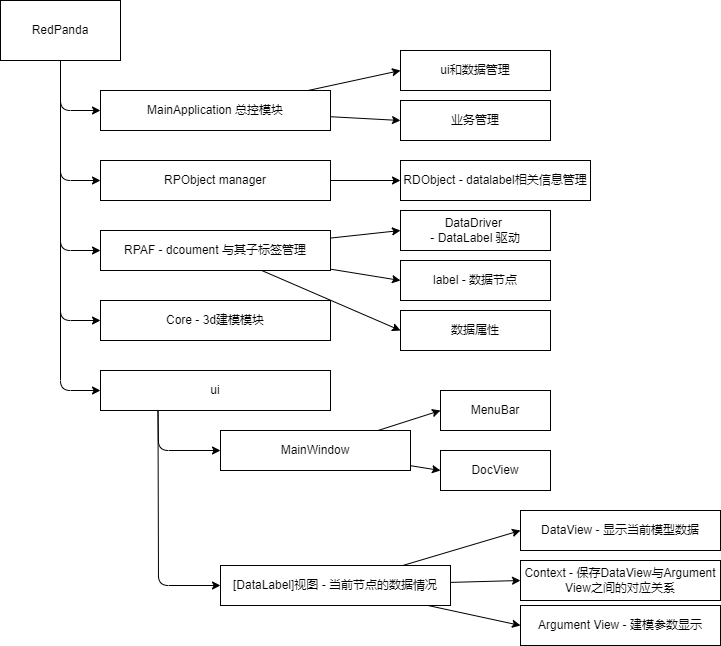 RedPanda
MainApplication 总控模块
ui和数据管理
业务管理
RPObject manager
RDObject - datalabel相关信息管理
RPAF - dcoument 与其子标签管理
DataDriver
- DataLabel 驱动
label - 数据节点
数据属性
Core - 3d建模模块
ui
MainWindow
MenuBar
DocView
[DataLabel]视图 - 当前节点的数据情况
DataView - 显示当前模型数据
Context - 保存DataView与Argument
View之间的对应关系
Argument View - 建模参数显示